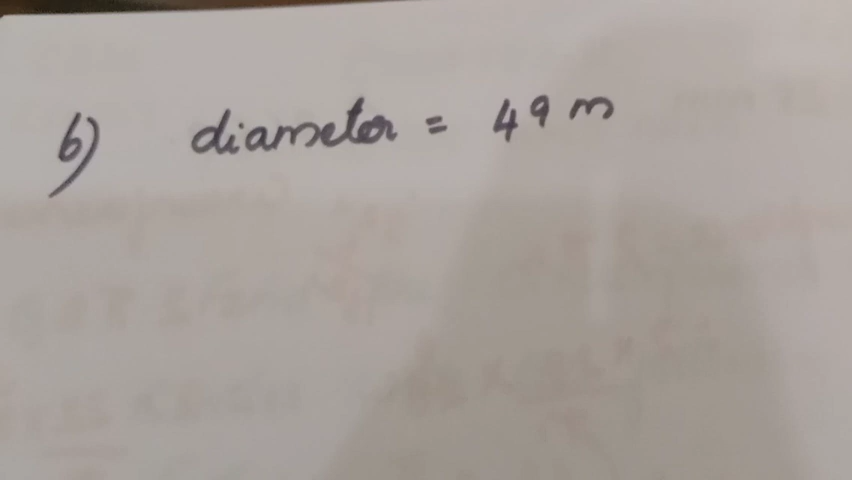 b) diameter = 49 m